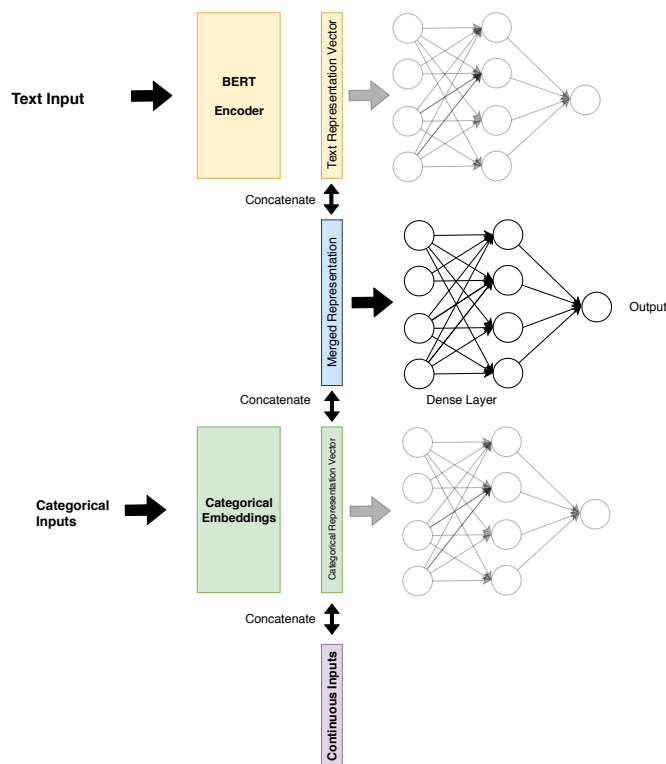 BERT
Encoder
Text Input
Text Representation Vector
Concatenate
Merged Representation
Output
Concatenate
Dense Layer
Categorical
Inputs
Categorical
Embeddings
Categorical Representation Vector
Concatenate
Continuous Inputs